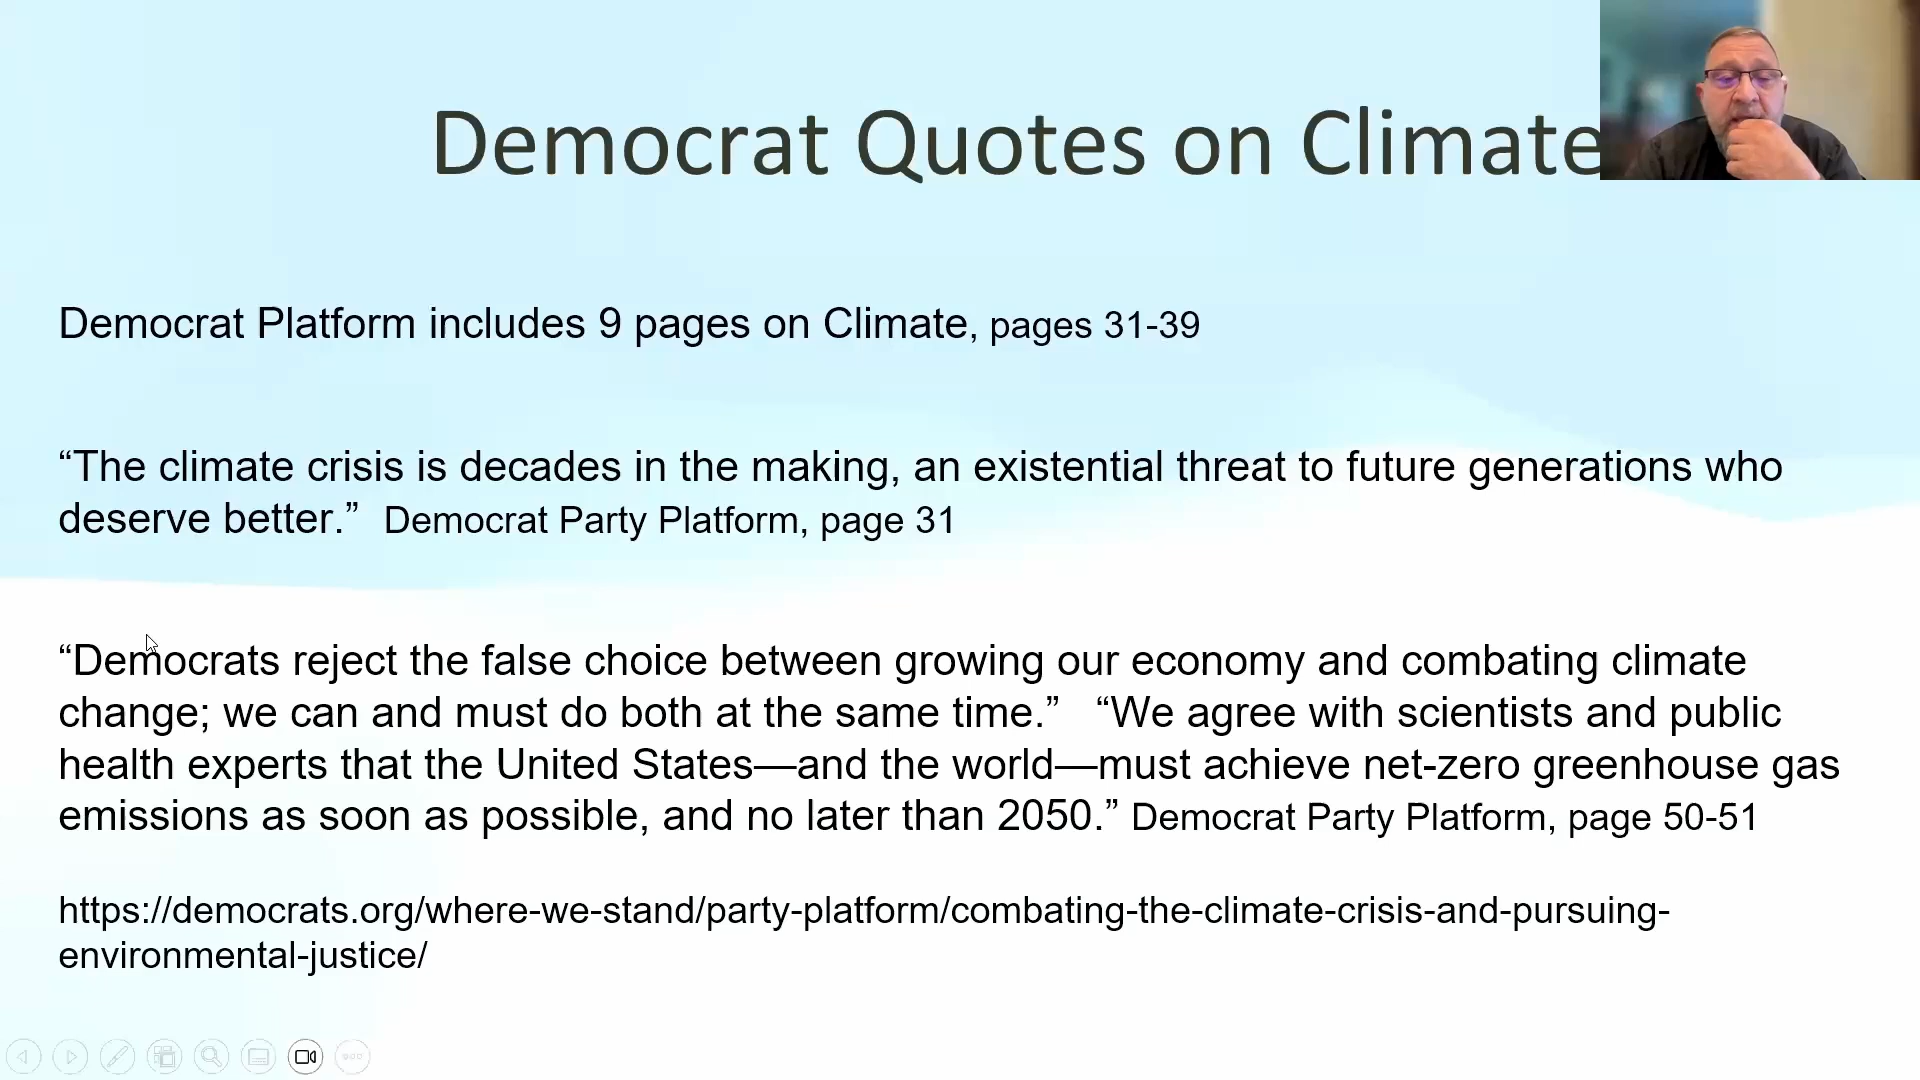 Democrat Quotes on Climate
Democrat Platform includes 9 pages on Climate, pages 31-39
“The climate crisis is decades in the making, an existential threat to future generations who
deserve better.” Democrat Party Platform, page 31
“Democrats reject the false choice between growing our economy and combating climate
change; we can and must do both at the same time.” “We agree with scientists and public
health experts that the United States—and the world—must achieve net-zero greenhouse gas
emissions as soon as possible, and no later than 2050.” Democrat Party Platform, page 50-51
https://democrats.org/where-we-stand/party-platform/combating-the-climate-crisis-and-pursuing-
environmental-justice/